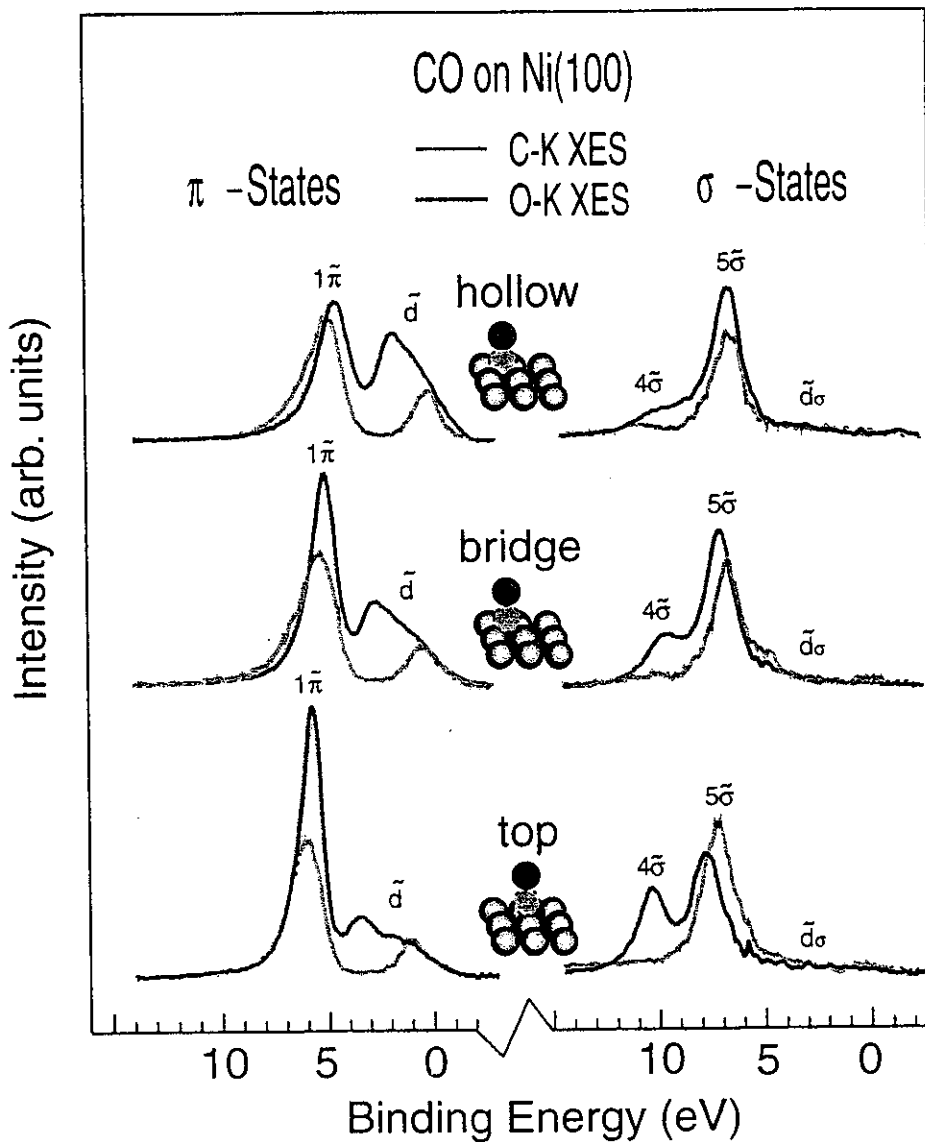 CO on Ni(100)
C-K XES
O-K XES
π -States
σ -States
hollow
1π̃
d̃
5σ̃
4σ̃
d̃σ
bridge
1π̃
d̃
5σ̃
4σ̃
d̃σ
top
1π̃
d̃
5σ̃
4σ̃
d̃σ
Intensity (arb. units)
10 5 0 10 5 0
Binding Energy (eV)